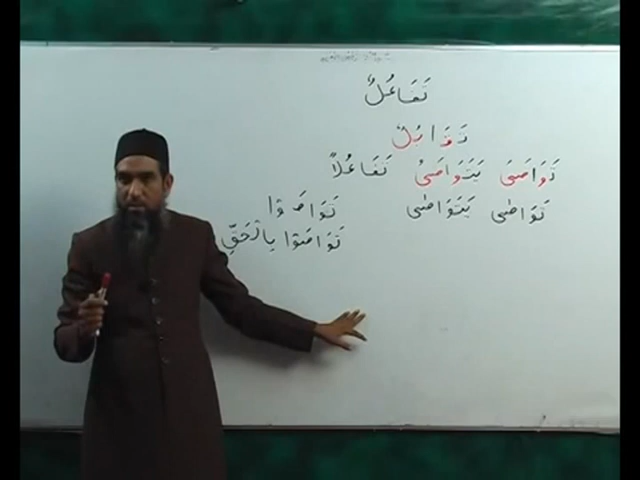 تَفَاعُلٌ
تَوَاصَىَ يَتَوَاصَىُ تَفَاعُلًا
تَوَاصٰى يَتَوَاصٰى تَوَاصَوْا
تَوَاصَوْا بِالْحَقِّ